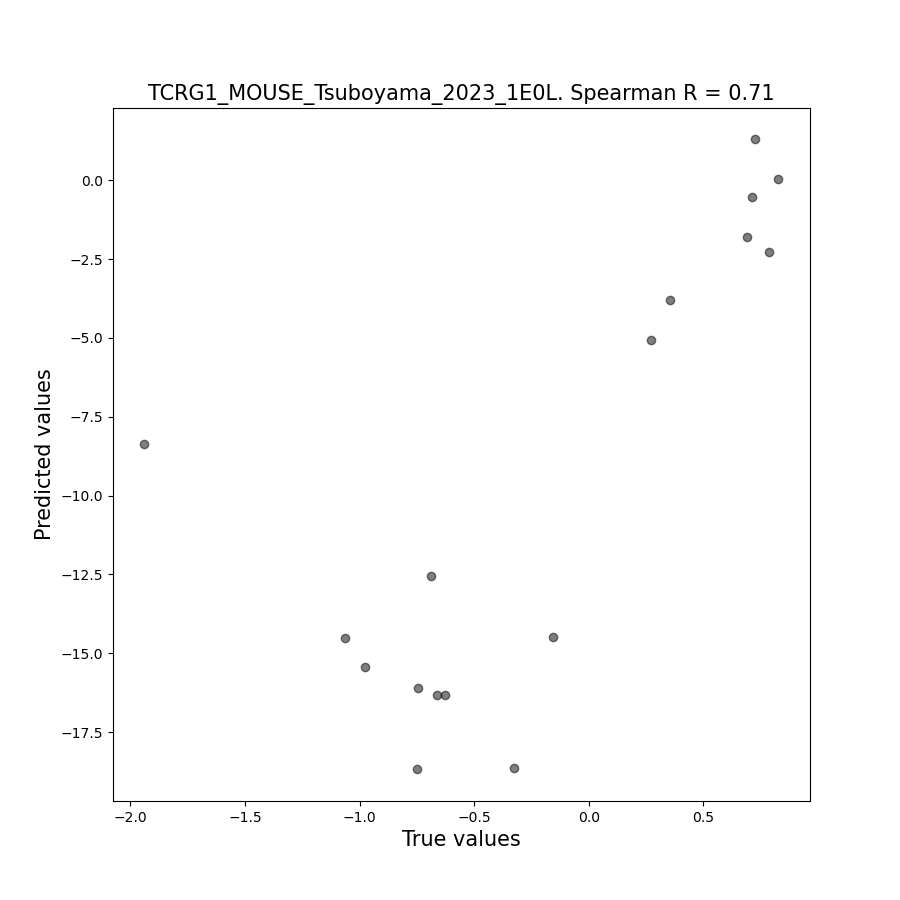 TCRG1_MOUSE_Tsuboyama_2023_1E0L. Spearman R = 0.71
0.0
−2.5
−5.0
−7.5
−10.0
−12.5
−15.0
−17.5
Predicted values
−2.0 −1.5 −1.0 −0.5 0.0 0.5
True values